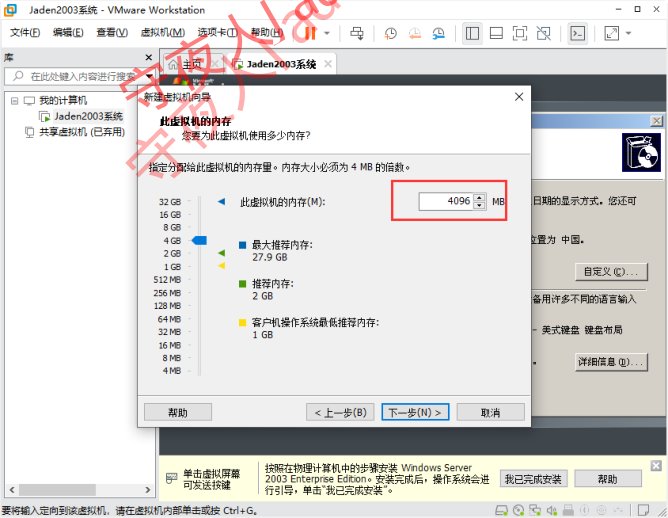 Jaden2003系统 - VMware Workstation
文件(F) 编辑(E) 查看(V) 虚拟机(M) 选项卡(T) 帮助(H)
库
主页
Jaden2003系统
在此处键入内容进行搜索
我的计算机
Jaden2003系统
共享虚拟机 (已弃用)
Microsoft
新建虚拟机向导
此虚拟机的内存
您要为此虚拟机使用多少内存?
指定分配给此虚拟机的内存量。内存大小必须为 4 MB 的倍数。
32 GB
16 GB
8 GB
4 GB
2 GB
1 GB
512 MB
256 MB
128 MB
64 MB
32 MB
16 MB
8 MB
4 MB
此虚拟机的内存(M):
4096
MB
最大推荐内存:
27.9 GB
推荐内存:
2 GB
客户机操作系统最低推荐内存:
1 GB
帮助
< 上一步(B)
下一步(N) >
取消
日期的显示方式。您还可
位置为 中国。
自定义(C)...
备用许多不同的语言输入
- 美式键盘 键盘布局
详细信息(D)...
单击虚拟屏幕
可发送按键
按照在物理计算机中的步骤安装 Windows Server
2003 Enterprise Edition。安装完成后，操作系统会进
行引导，单击“我已完成安装”。
我已完成安装
帮助
要将输入定向到该虚拟机，请在虚拟机内部单击或按 Ctrl+G。
守夜人
守夜人